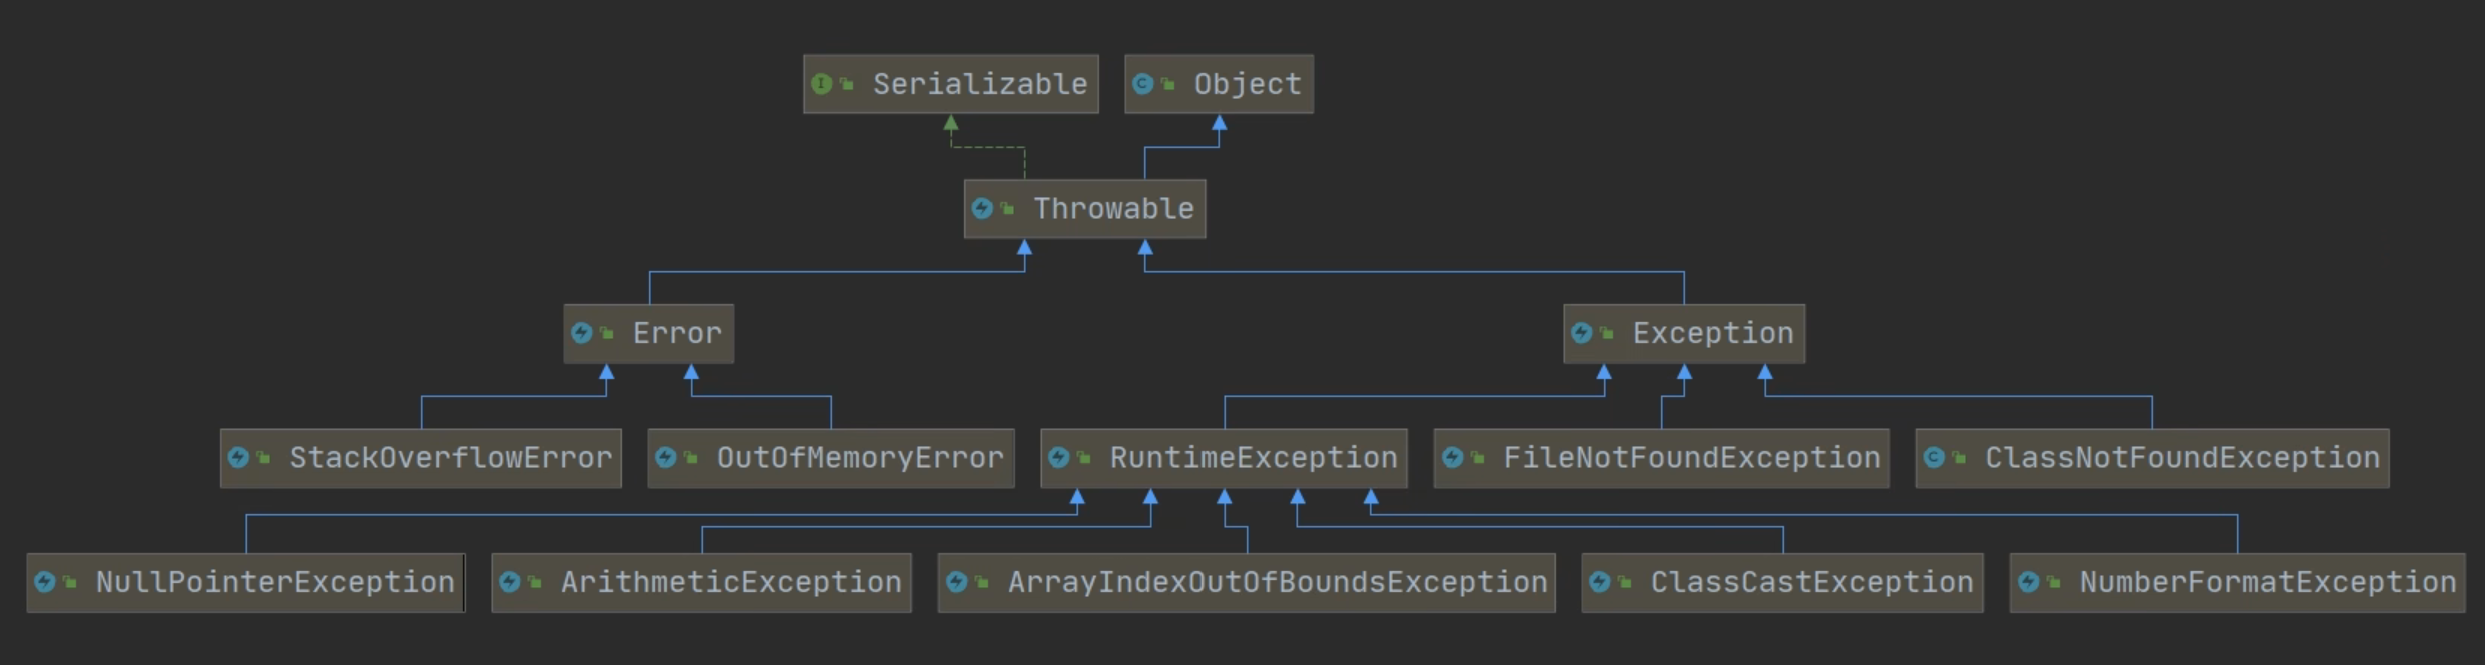 Serializable
Object
Throwable
Error
Exception
StackOverflowError
OutOfMemoryError
RuntimeException
FileNotFoundException
ClassNotFoundException
NullPointerException
ArithmeticException
ArrayIndexOutOfBoundsException
ClassCastException
NumberFormatException